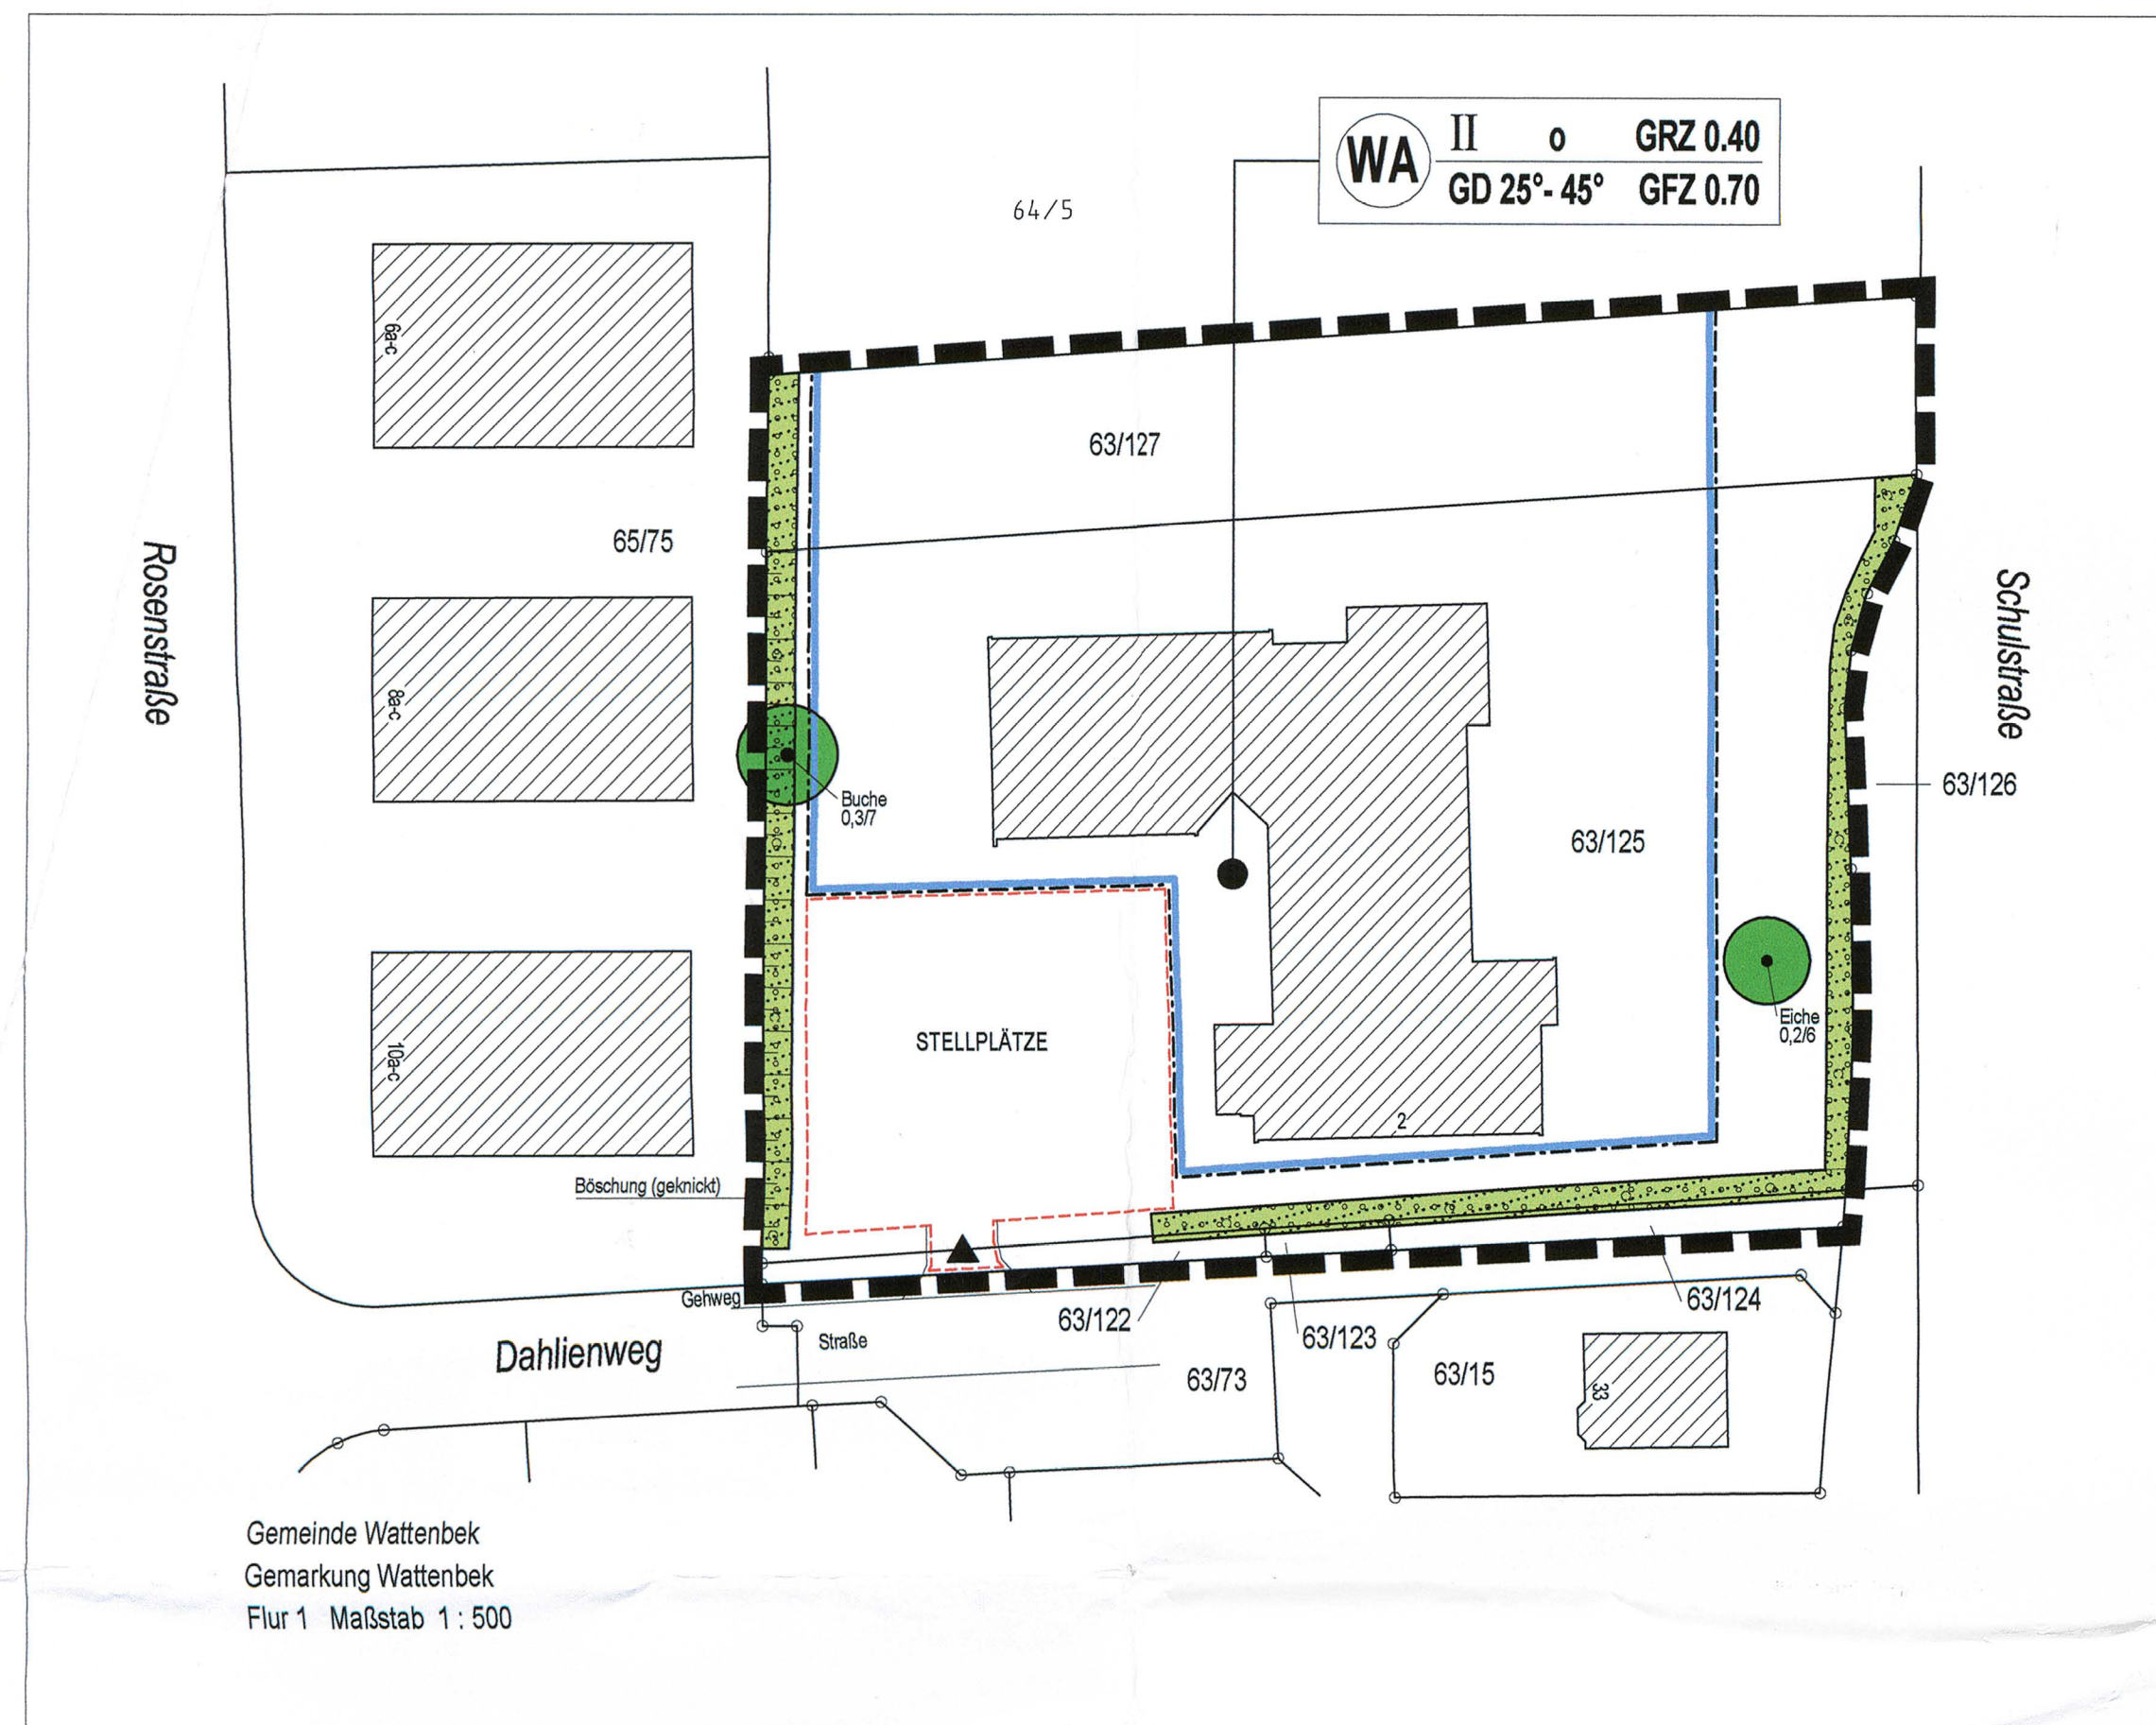 WA
II o GRZ 0.40
GD 25°- 45° GFZ 0.70
64/5
6a-c
63/127
65/75
Rosenstraße
Schulstraße
8a-c
63/126
Buche
0,3/7
63/125
Eiche
0,2/6
STELLPLÄTZE
10a-c
2
Böschung (geknickt)
Gehweg
63/122
63/123
63/124
Dahlienweg
Straße
63/73
63/15
33
Gemeinde Wattenbek
Gemarkung Wattenbek
Flur 1 Maßstab 1 : 500